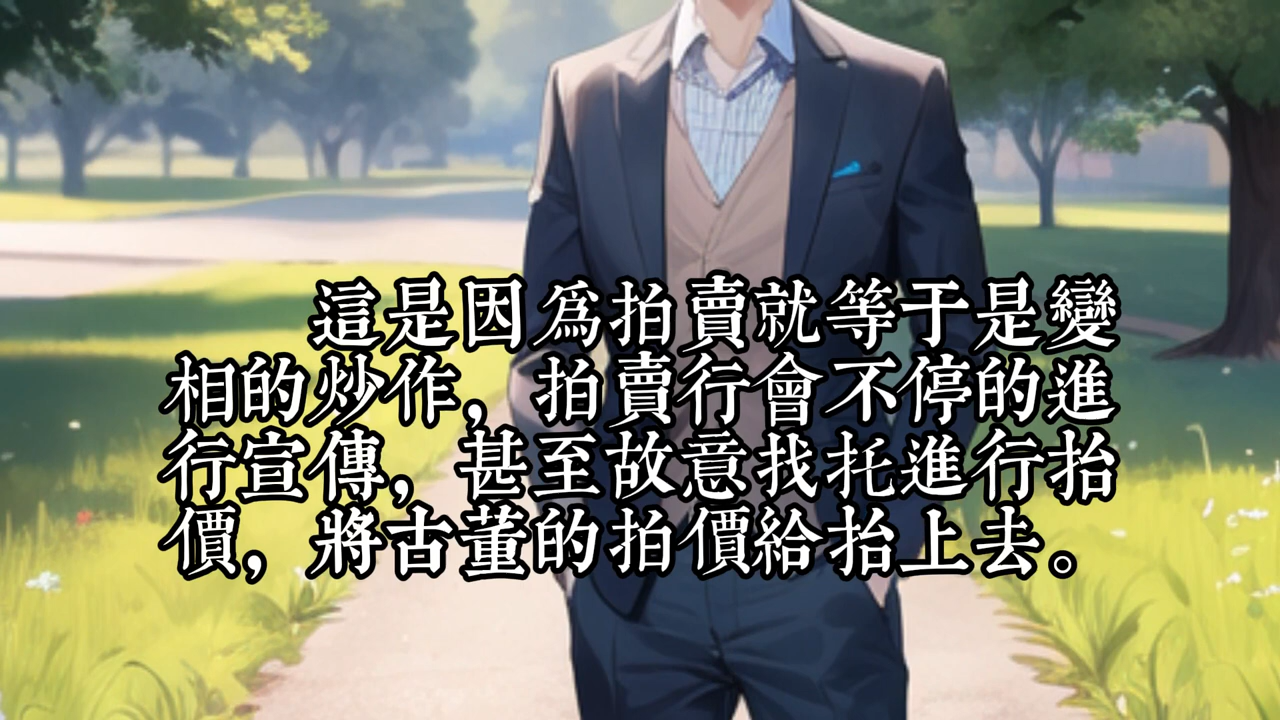 這是因為拍賣就等于是變
相的炒作，拍賣行會不停的進
行宣傳，甚至故意找托進行抬
價，將古董的拍價給抬上去。